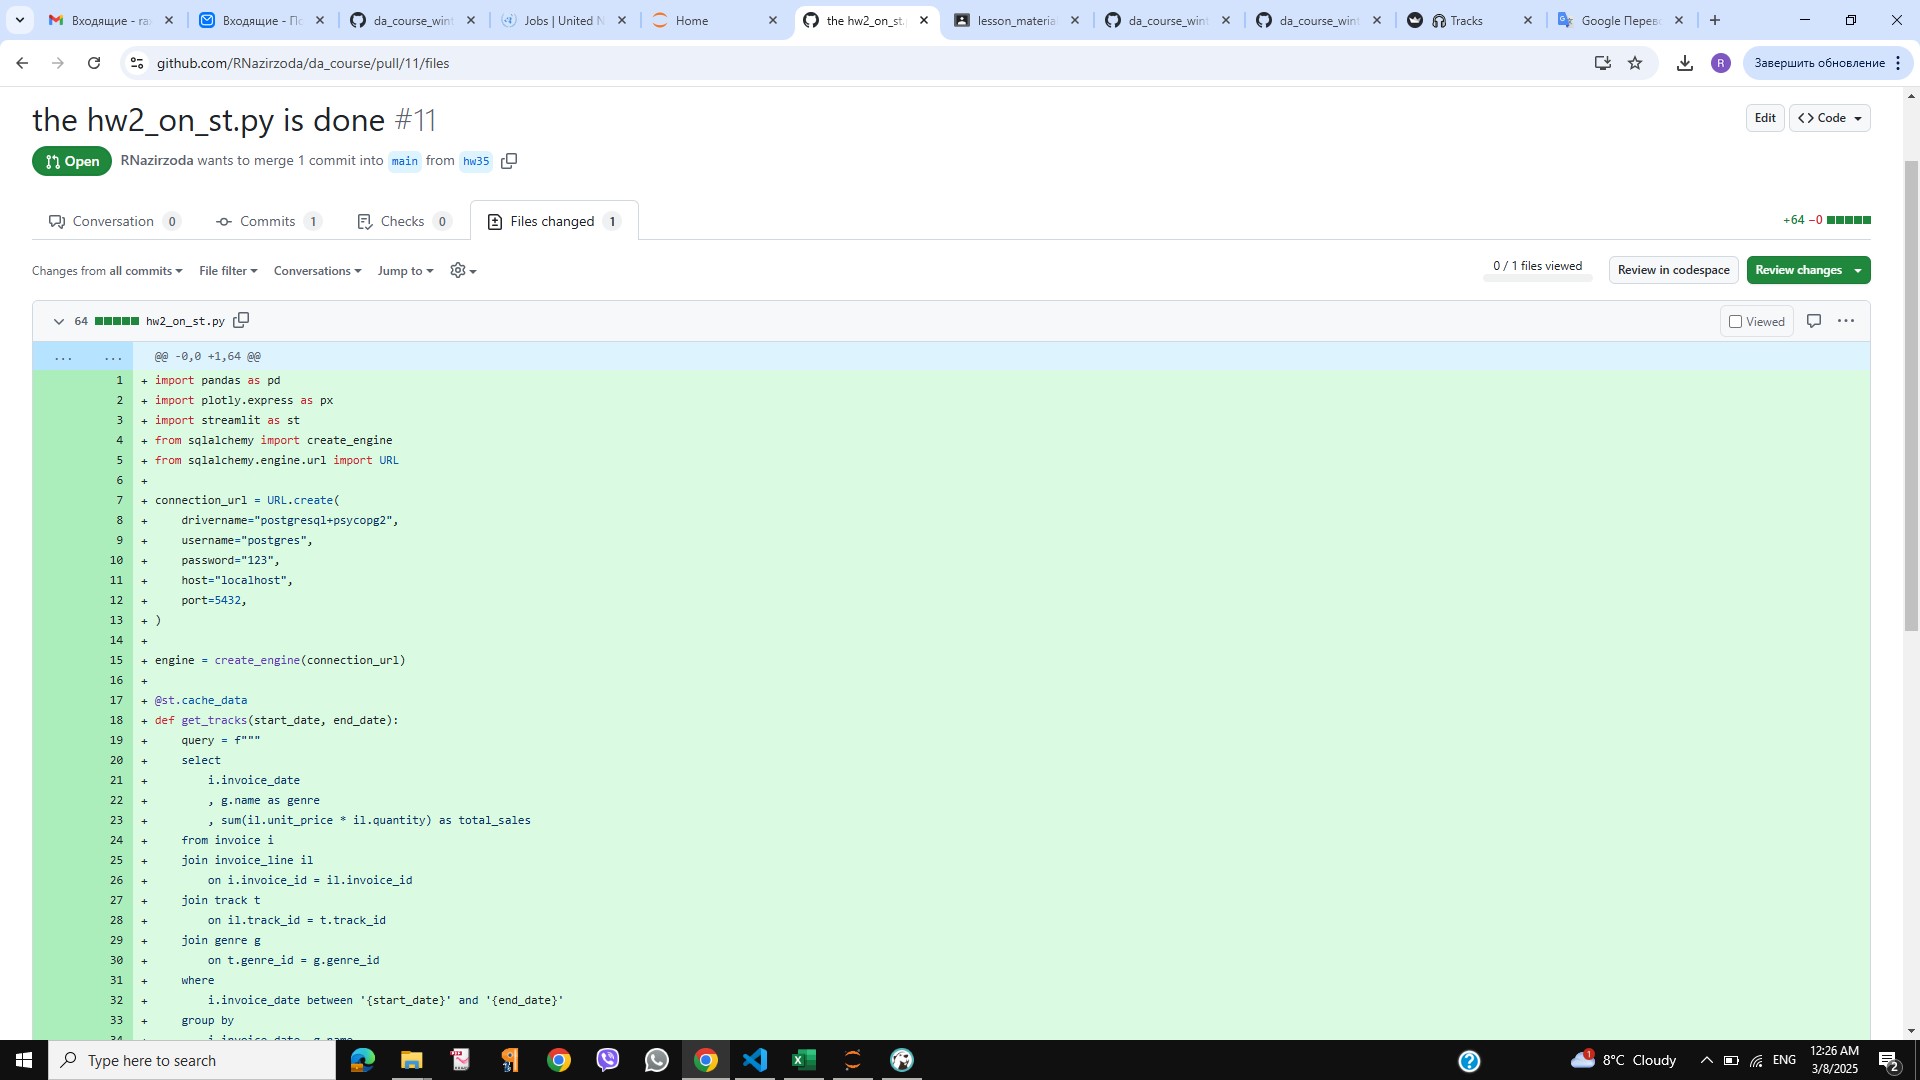 Входящие - ra
Входящие - По
da_course_wint
Jobs | United N
Home
the hw2_on_st.
lesson_materia
da_course_wint
da_course_wint
Tracks
Google Перев
github.com/RNazirzoda/da_course/pull/11/files
R
Завершить обновление
the hw2_on_st.py is done #11
Edit
<> Code
Open
RNazirzoda wants to merge 1 commit into main from hw35
Conversation 0
Commits 1
Checks 0
Files changed 1
+64 −0
Changes from all commits
File filter
Conversations
Jump to
0 / 1 files viewed
Review in codespace
Review changes
64 hw2_on_st.py
Viewed
... ... @@ -0,0 +1,64 @@
1 + import pandas as pd
2 + import plotly.express as px
3 + import streamlit as st
4 + from sqlalchemy import create_engine
5 + from sqlalchemy.engine.url import URL
6 +
7 + connection_url = URL.create(
8 + drivername="postgresql+psycopg2",
9 + username="postgres",
10 + password="123",
11 + host="localhost",
12 + port=5432,
13 + )
14 +
15 + engine = create_engine(connection_url)
16 +
17 + @st.cache_data
18 + def get_tracks(start_date, end_date):
19 + query = f"""
20 + select
21 + i.invoice_date
22 + , g.name as genre
23 + , sum(il.unit_price * il.quantity) as total_sales
24 + from invoice i
25 + join invoice_line il
26 + on i.invoice_id = il.invoice_id
27 + join track t
28 + on il.track_id = t.track_id
29 + join genre g
30 + on t.genre_id = g.genre_id
31 + where
32 + i.invoice_date between '{start_date}' and '{end_date}'
33 + group by
34 + i.invoice_date, g.name
Type here to search
1
8°C Cloudy
ENG
12:26 AM
3/8/2025
2